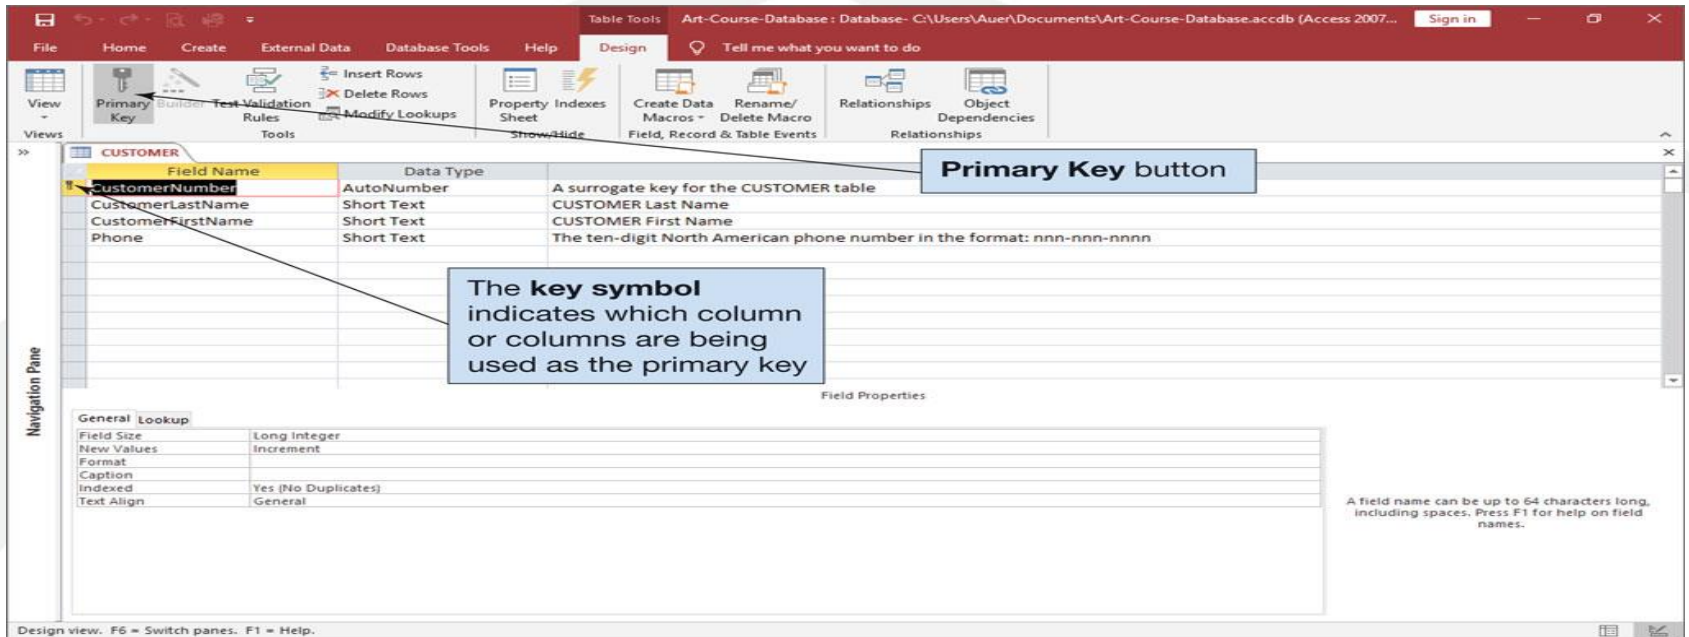 Table Tools Art-Course-Database : Database- C:\Users\Auer\Documents\Art-Course-Database.accdb (Access 2007... Sign in
File Home Create External Data Database Tools Help Design Tell me what you want to do
View
Views
Primary Key
Builder
Test Validation Rules
Insert Rows
Delete Rows
Modify Lookups
Tools
Property Sheet
Indexes
Show/Hide
Create Data Macros
Rename/ Delete Macro
Field, Record & Table Events
Relationships
Object Dependencies
Relationships
CUSTOMER
Primary Key button
Field Name Data Type
CustomerNumber AutoNumber A surrogate key for the CUSTOMER table
CustomerLastName Short Text CUSTOMER Last Name
CustomerFirstName Short Text CUSTOMER First Name
Phone Short Text The ten-digit North American phone number in the format: nnn-nnn-nnnn
The key symbol
indicates which column
or columns are being
used as the primary key
Navigation Pane
Field Properties
General Lookup
Field Size Long Integer
New Values Increment
Format
Caption
Indexed Yes (No Duplicates)
Text Align General
A field name can be up to 64 characters long,
including spaces. Press F1 for help on field
names.
Design view. F6 = Switch panes. F1 = Help.